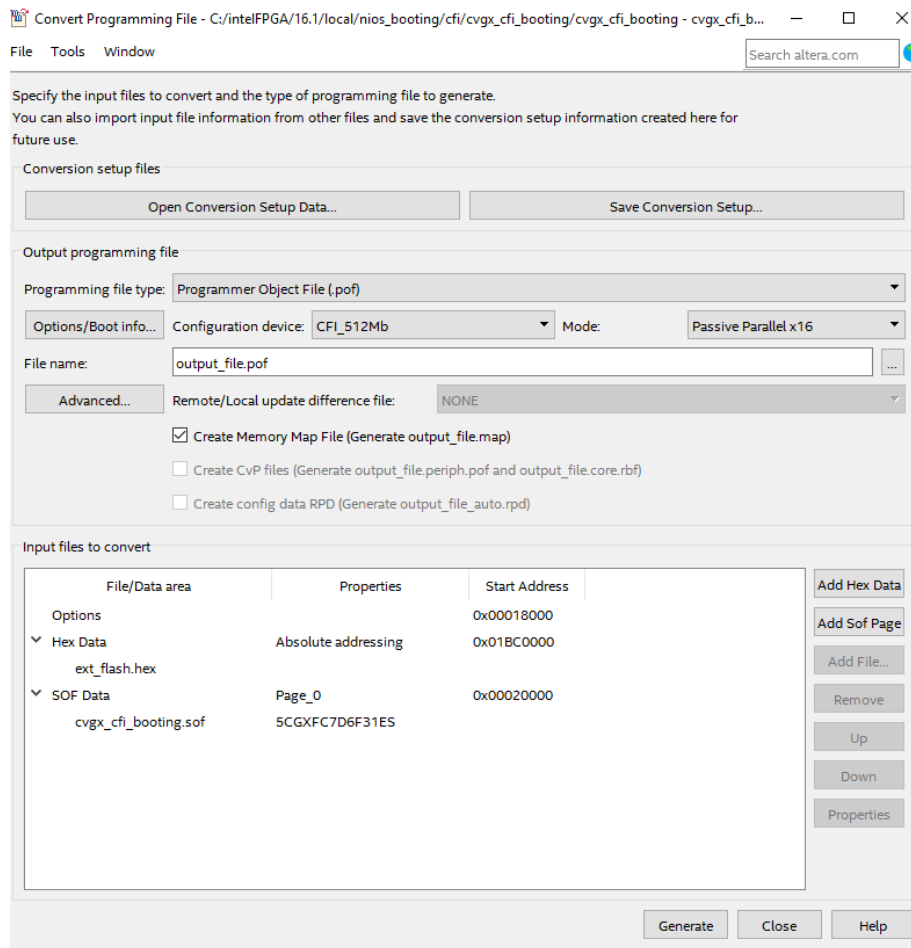 Convert Programming File - C:/intelFPGA/16.1/local/nios_booting/cfi/cvgx_cfi_booting/cvgx_cfi_booting - cvgx_cfi_b...
File Tools Window
Search altera.com
Specify the input files to convert and the type of programming file to generate.
You can also import input file information from other files and save the conversion setup information created here for
future use.
Conversion setup files
Open Conversion Setup Data... Save Conversion Setup...
Output programming file
Programming file type: Programmer Object File (.pof)
Options/Boot info... Configuration device: CFI_512Mb Mode: Passive Parallel x16
File name: output_file.pof ...
Advanced... Remote/Local update difference file: NONE
Create Memory Map File (Generate output_file.map)
Create CvP files (Generate output_file.periph.pof and output_file.core.rbf)
Create config data RPD (Generate output_file_auto.rpd)
Input files to convert
File/Data area Properties Start Address Add Hex Data
Options 0x00018000 Add Sof Page
Hex Data Absolute addressing 0x01BC0000
ext_flash.hex Add File...
SOF Data Page_0 0x00020000 Remove
cvgx_cfi_booting.sof 5CGXFC7D6F31ES
Up
Down
Properties
Generate Close Help